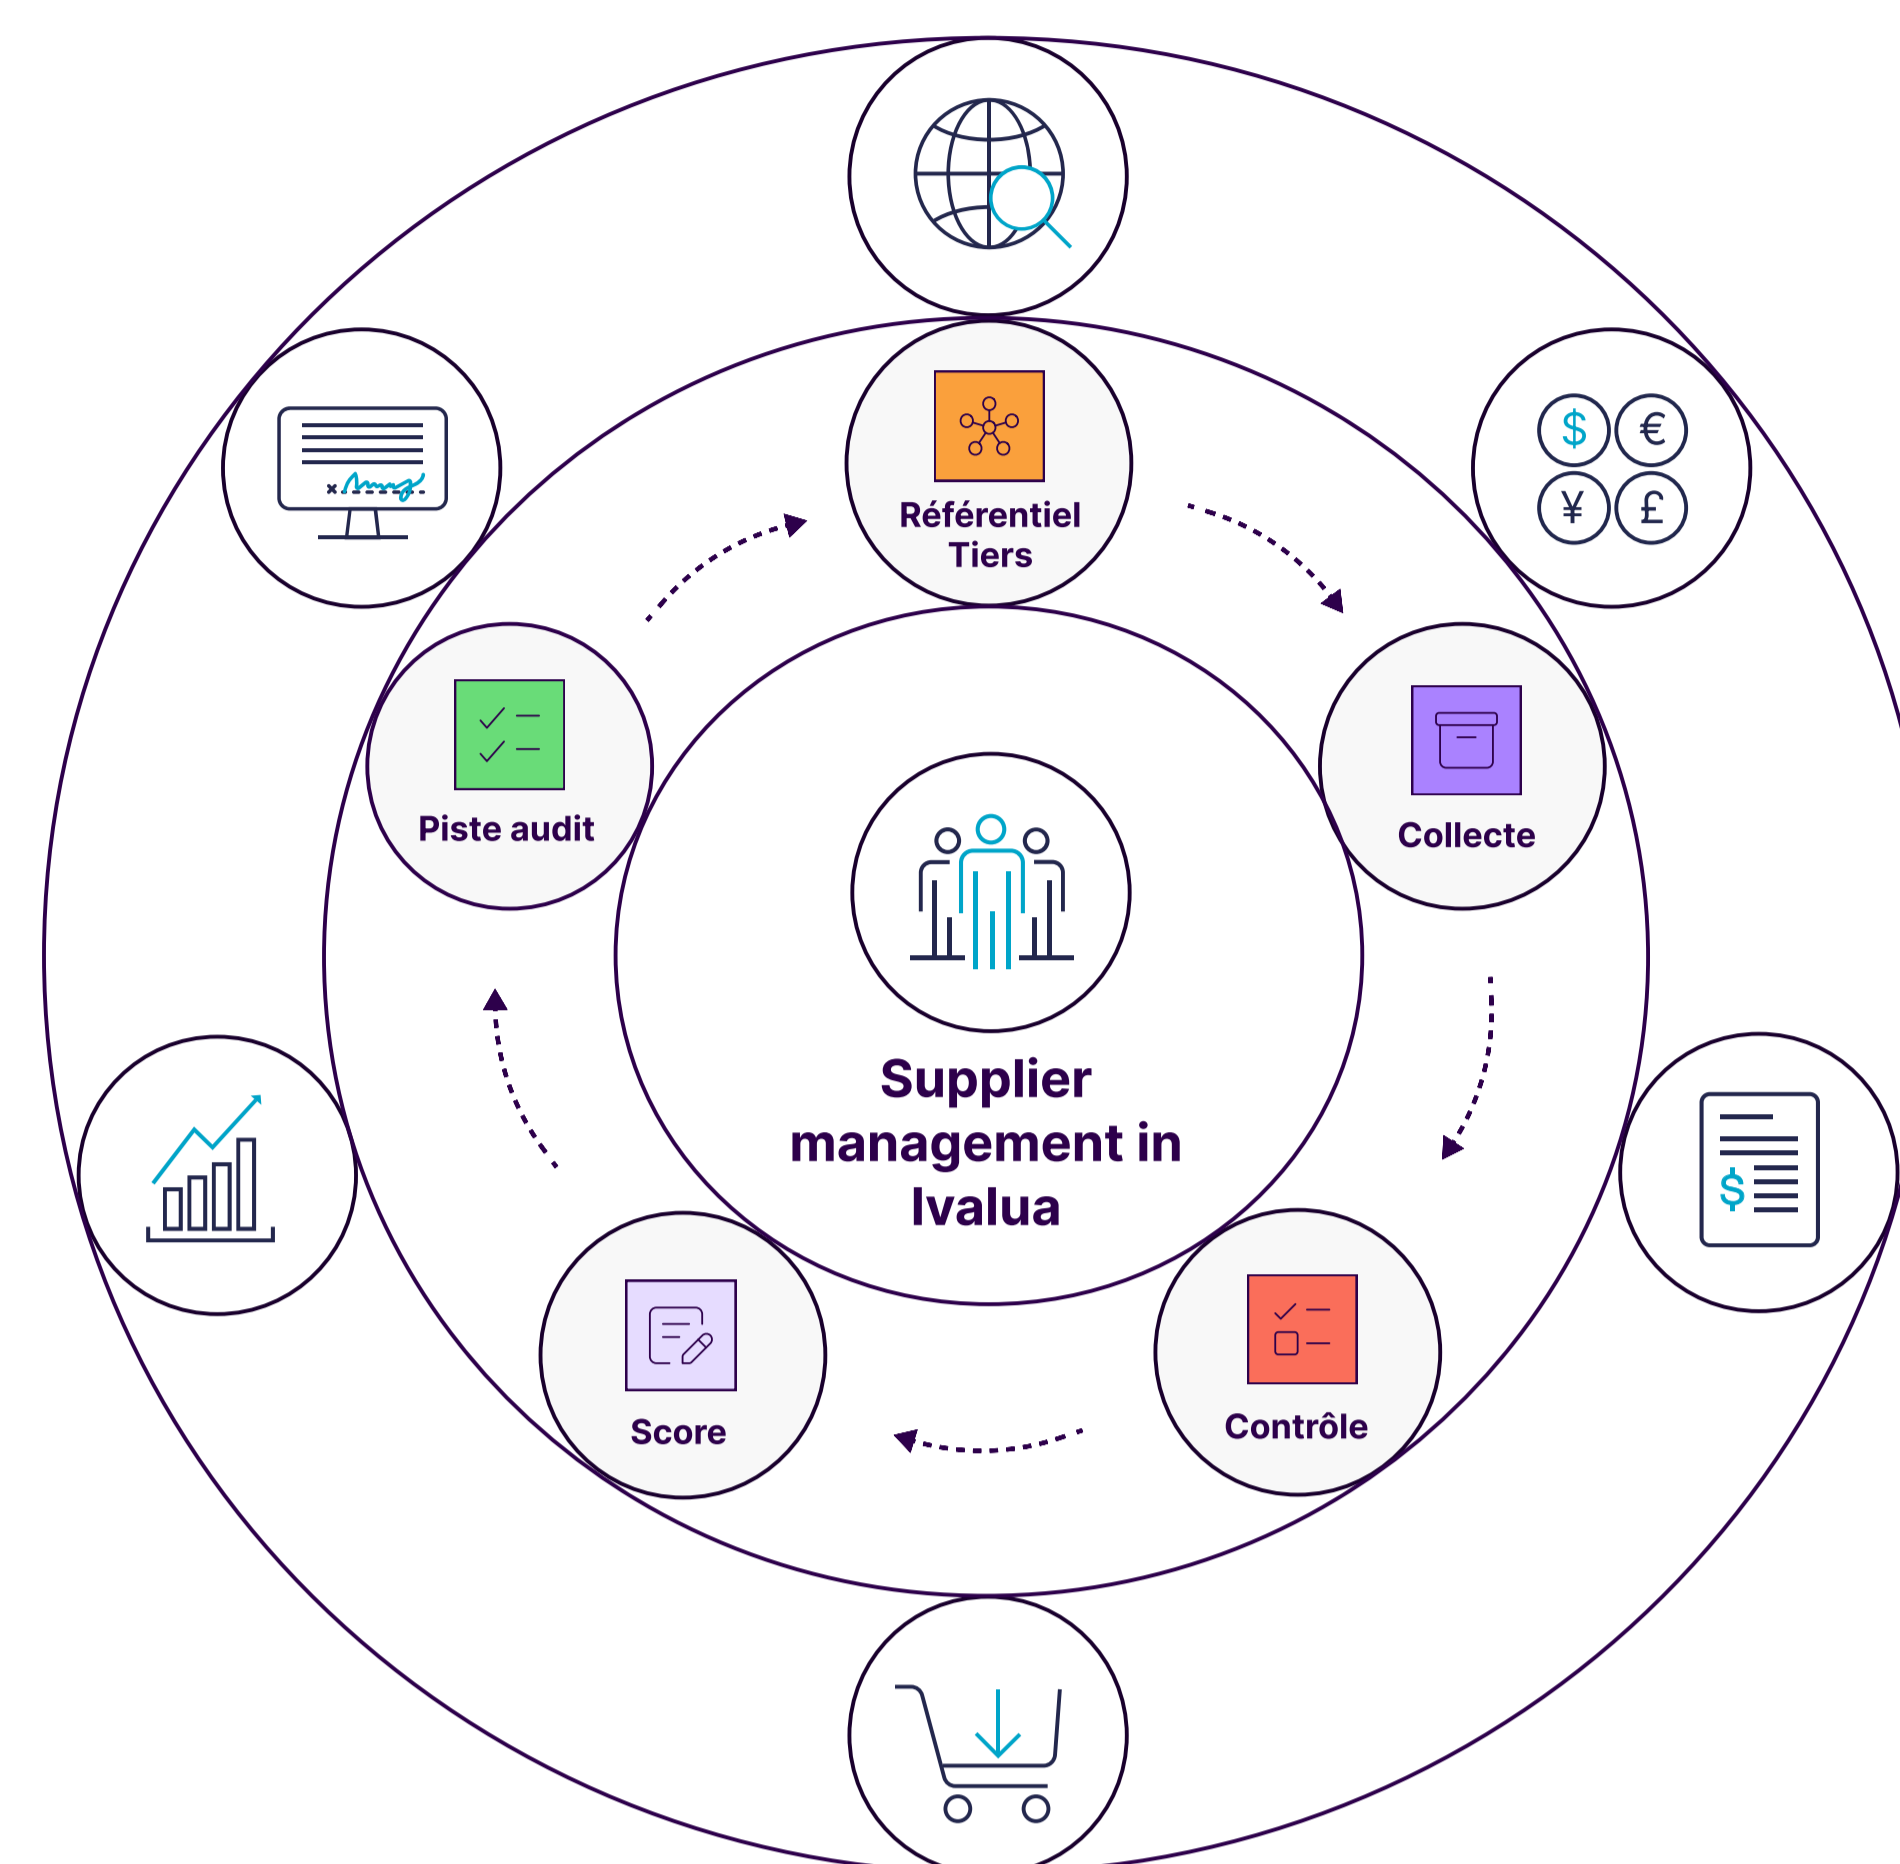 $ €
¥ £
Référentiel
Tiers
Piste audit
Collecte
Supplier
management in
Ivalua
$
Score
Contrôle